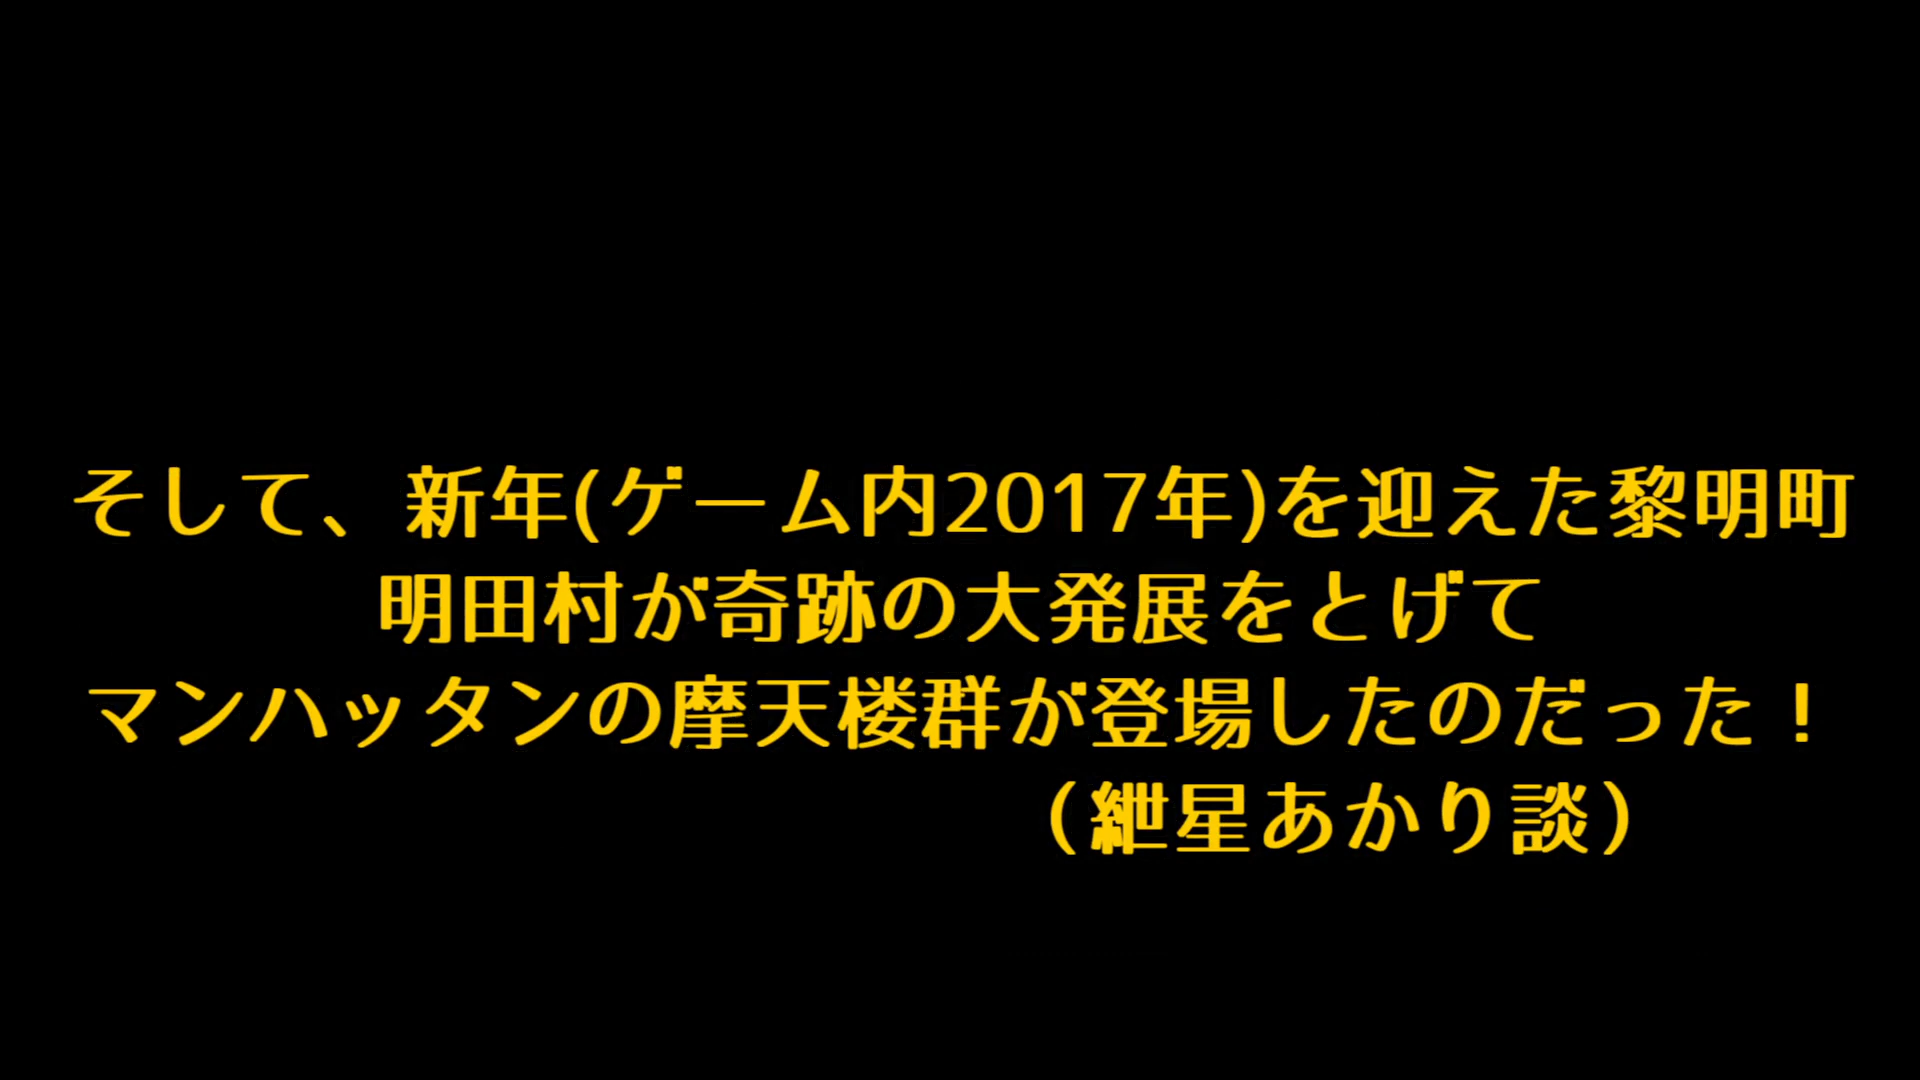 そして、新年(ゲーム内2017年)を迎えた黎明町
明田村が奇跡の大発展をとげて
マンハッタンの摩天楼群が登場したのだった！
（紲星あかり談）